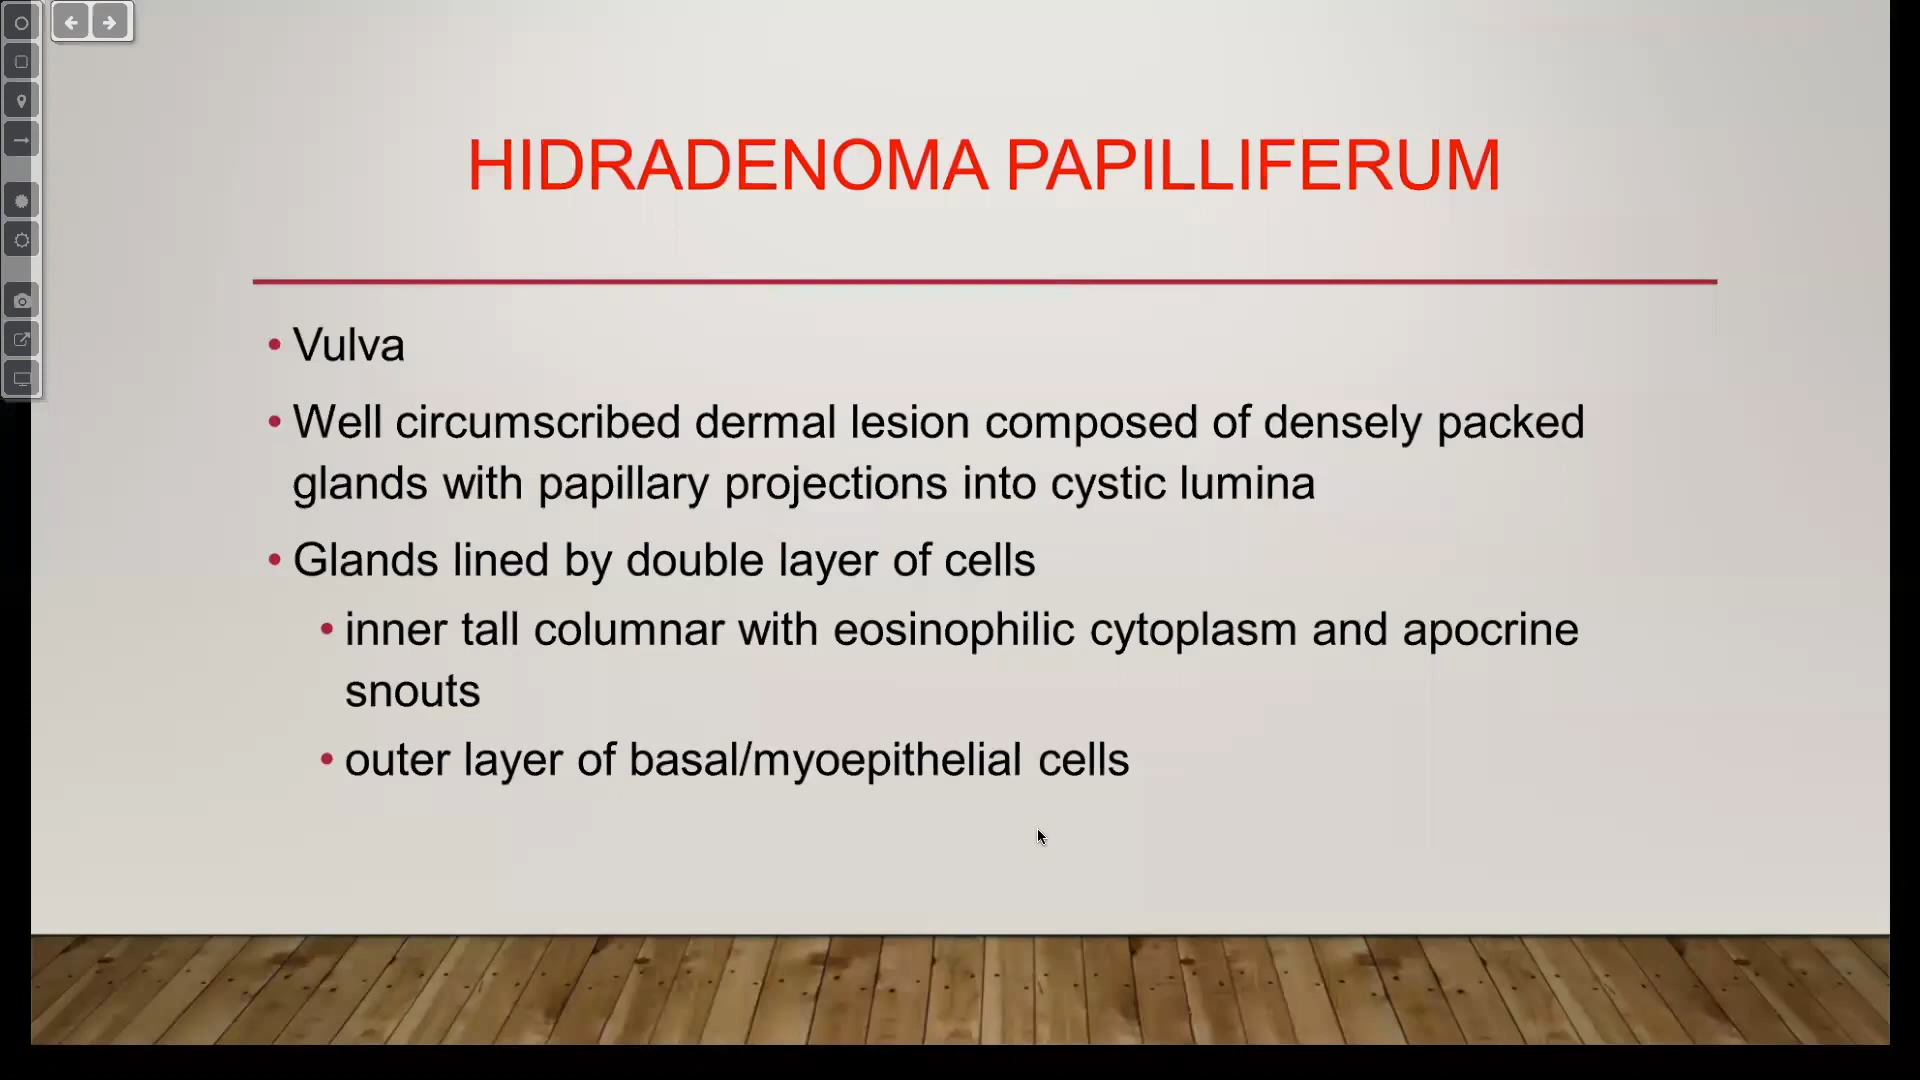 HIDRADENOMA PAPILLIFERUM
• Vulva
• Well circumscribed dermal lesion composed of densely packed
glands with papillary projections into cystic lumina
• Glands lined by double layer of cells
• inner tall columnar with eosinophilic cytoplasm and apocrine
snouts
• outer layer of basal/myoepithelial cells